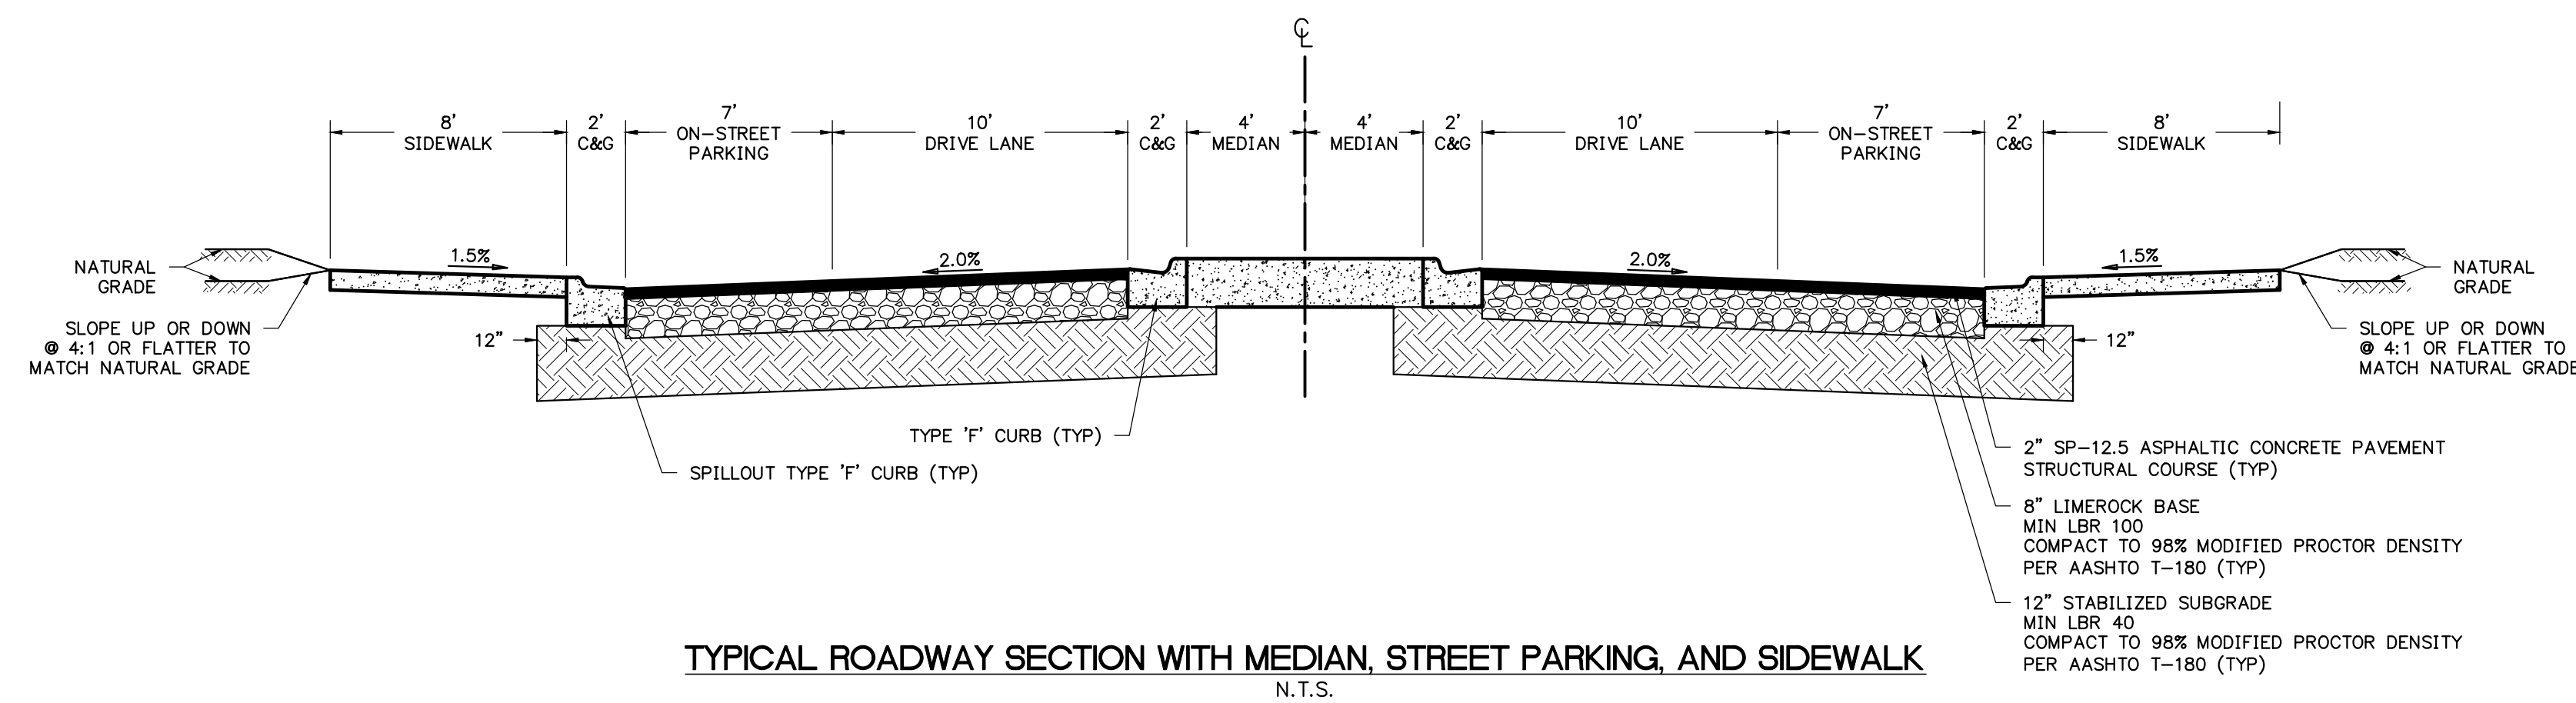 ℄
8'
SIDEWALK
2'
C&G
7'
ON-STREET
PARKING
10'
DRIVE LANE
2'
C&G
4'
MEDIAN
4'
MEDIAN
2'
C&G
10'
DRIVE LANE
7'
ON-STREET
PARKING
2'
C&G
8'
SIDEWALK
1.5%
2.0%
2.0%
1.5%
NATURAL
GRADE
SLOPE UP OR DOWN
@ 4:1 OR FLATTER TO
MATCH NATURAL GRADE
12"
TYPE 'F' CURB (TYP)
SPILLOUT TYPE 'F' CURB (TYP)
NATURAL
GRADE
SLOPE UP OR DOWN
@ 4:1 OR FLATTER TO
MATCH NATURAL GRADE
12"
2" SP-12.5 ASPHALTIC CONCRETE PAVEMENT
STRUCTURAL COURSE (TYP)
8" LIMEROCK BASE
MIN LBR 100
COMPACT TO 98% MODIFIED PROCTOR DENSITY
PER AASHTO T-180 (TYP)
12" STABILIZED SUBGRADE
MIN LBR 40
COMPACT TO 98% MODIFIED PROCTOR DENSITY
PER AASHTO T-180 (TYP)
TYPICAL ROADWAY SECTION WITH MEDIAN, STREET PARKING, AND SIDEWALK
N.T.S.